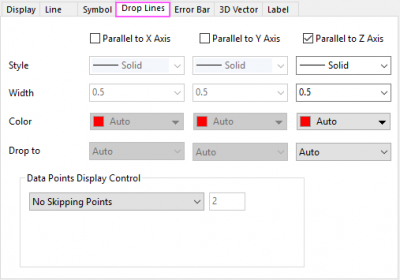 Display Line Symbol Drop Lines Error Bar 3D Vector Label
Parallel to X Axis Parallel to Y Axis Parallel to Z Axis
Style Solid Solid Solid
Width 0.5 0.5 0.5
Color Auto Auto Auto
Drop to Auto Auto Auto
Data Points Display Control
No Skipping Points 2